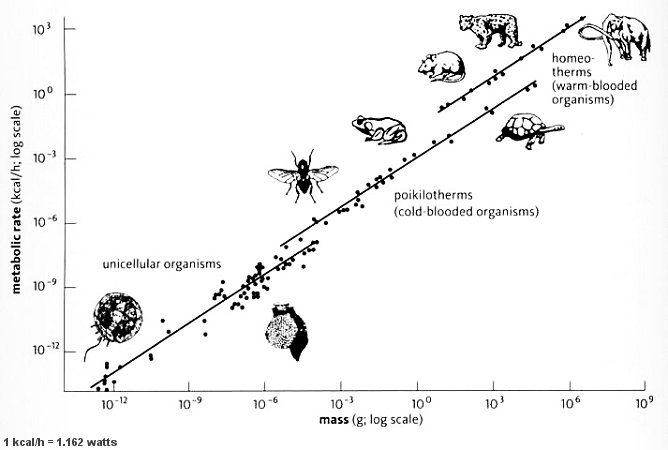 10³
10⁰
10⁻³
10⁻⁶
10⁻⁹
10⁻¹²
metabolic rate (kcal/h; log scale)
homeo-
therms
(warm-blooded
organisms)
poikilotherms
(cold-blooded organisms)
unicellular organisms
10⁻¹² 10⁻⁹ 10⁻⁶ 10⁻³ 10⁰ 10³ 10⁶ 10⁹
mass (g; log scale)
1 kcal/h = 1.162 watts